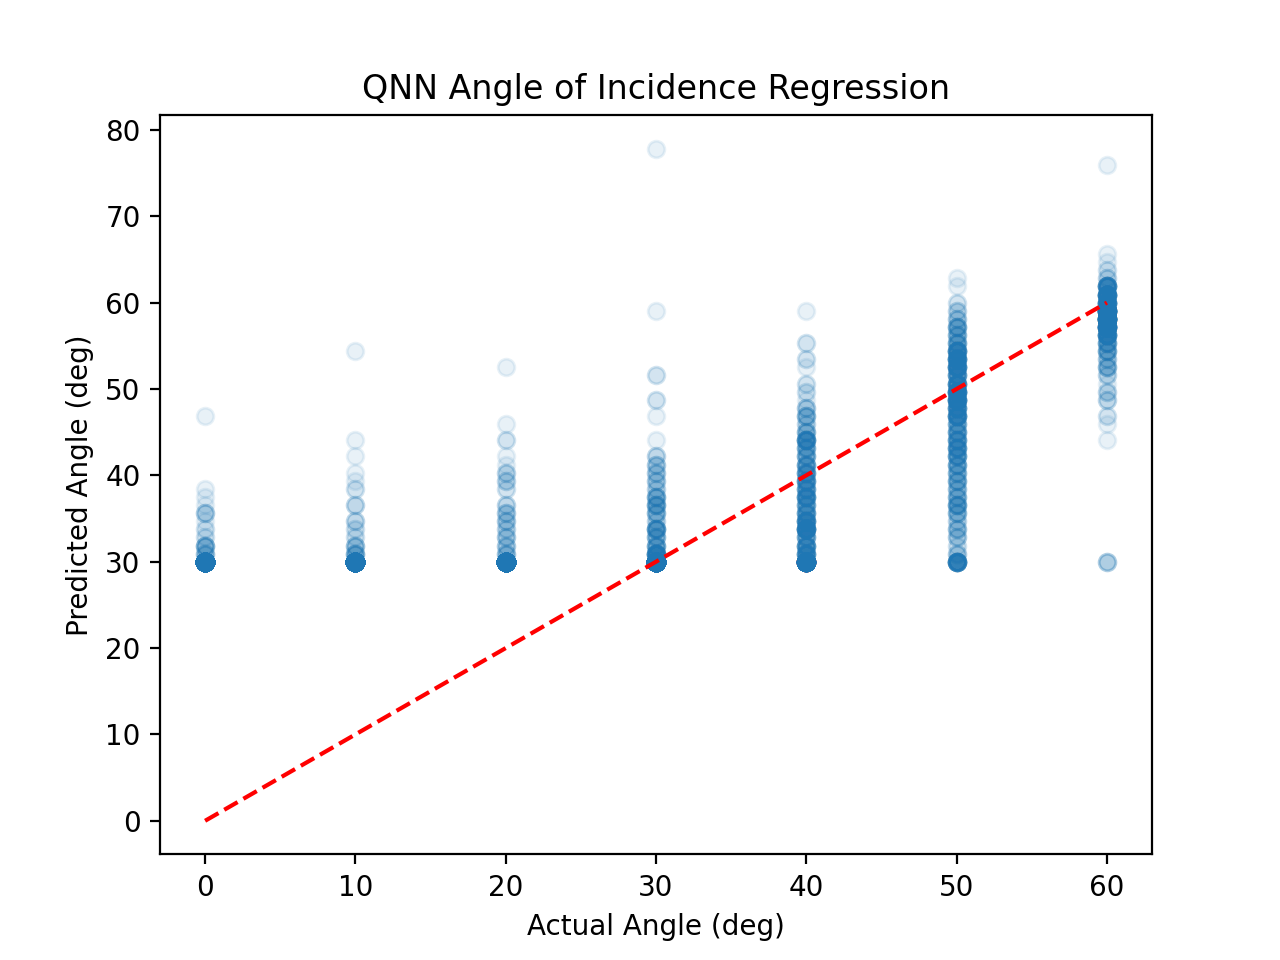 QNN Angle of Incidence Regression
80
70
60
50
40
30
20
10
0
Predicted Angle (deg)
0 10 20 30 40 50 60
Actual Angle (deg)